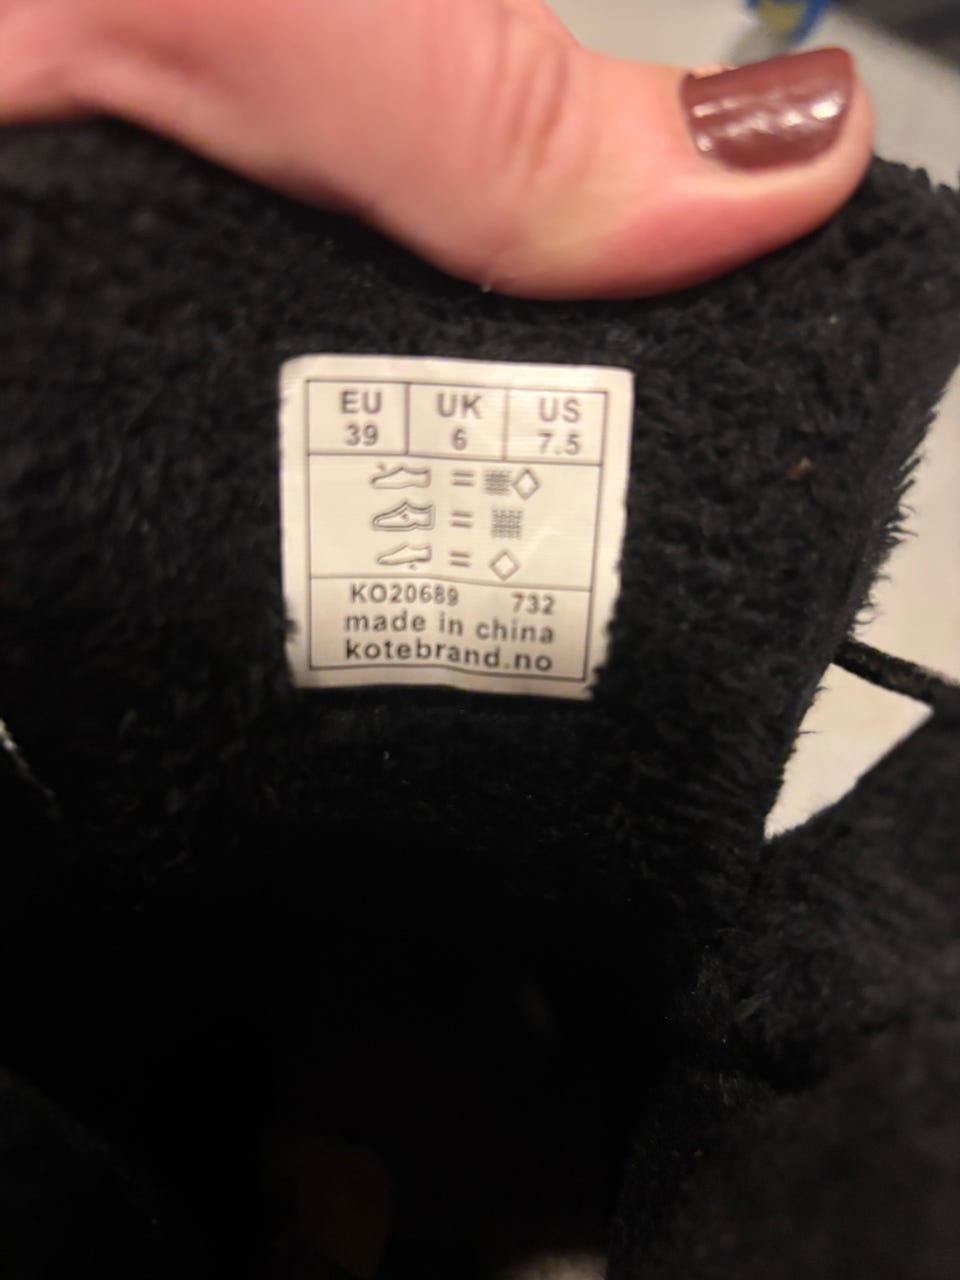 EU UK US
39 6 7.5
=
=
=
KO20689 732
made in china
kotebrand.no